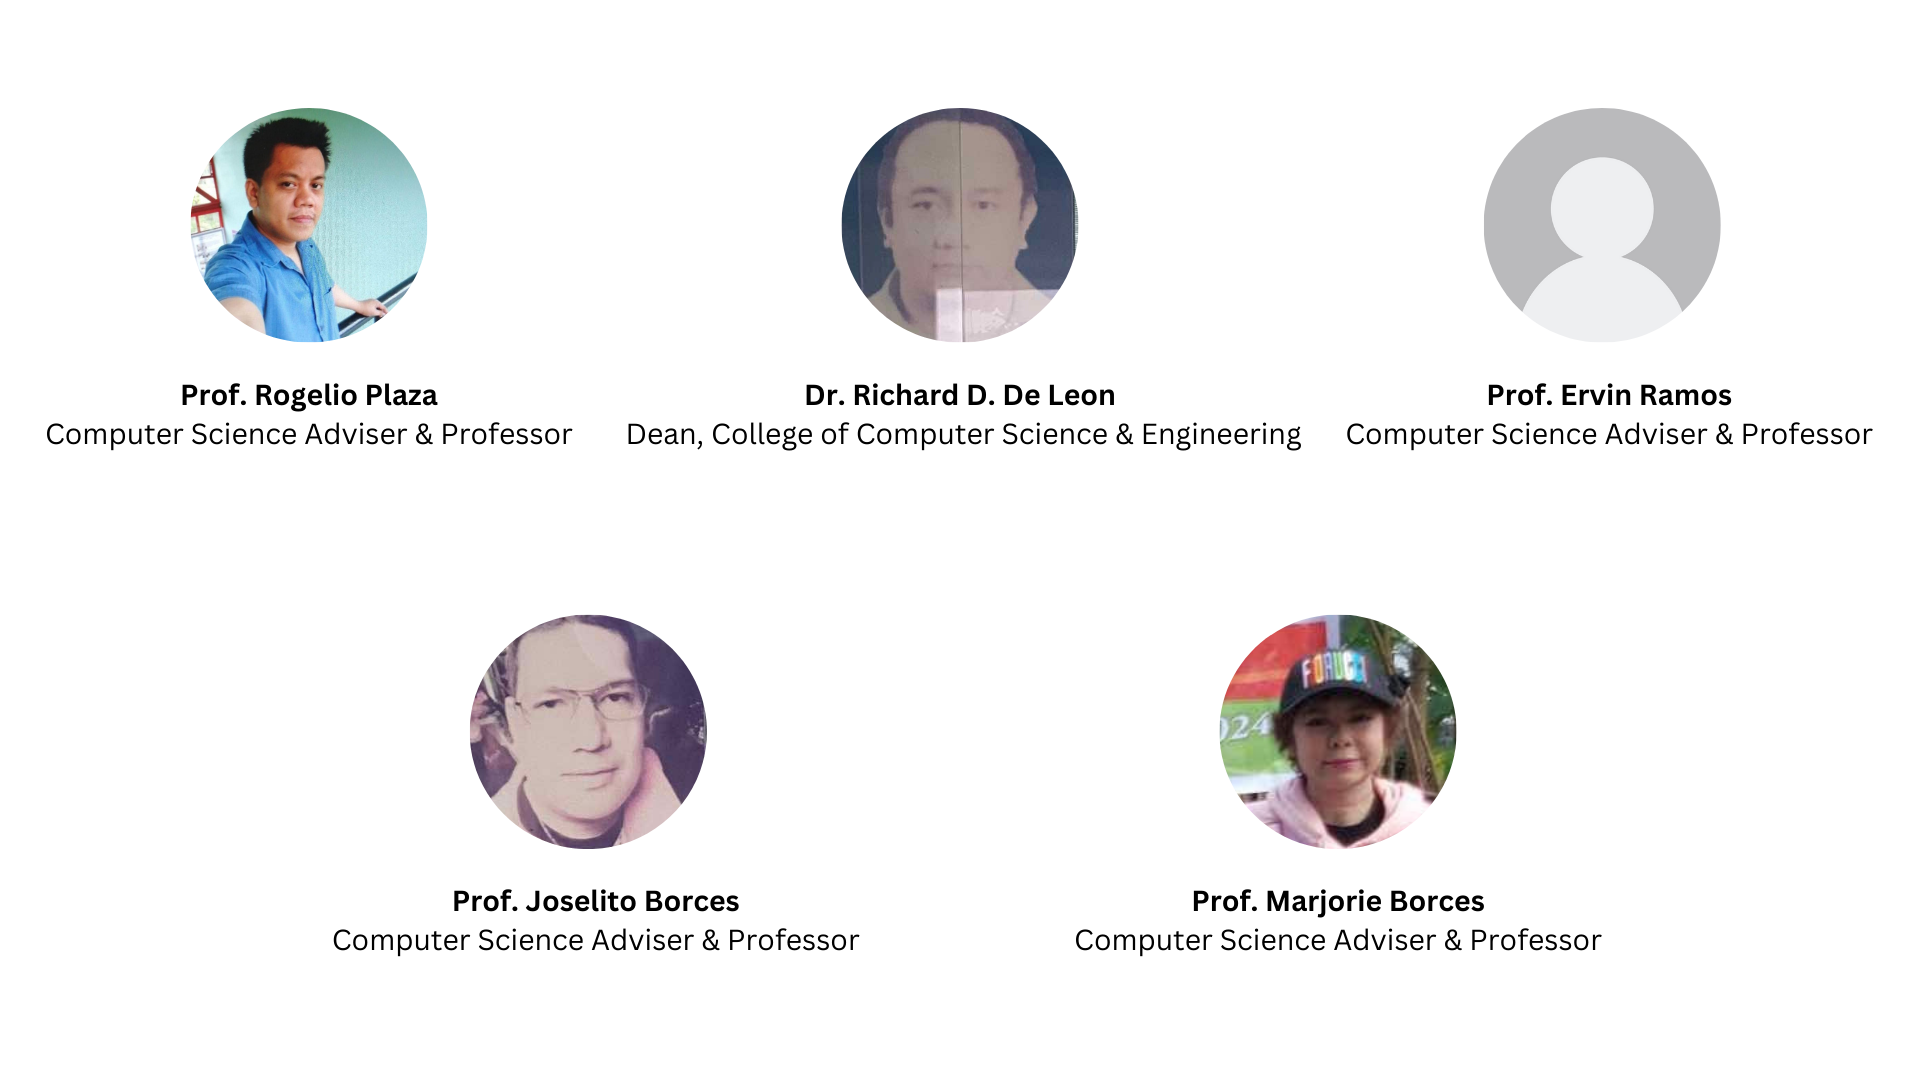 Prof. Rogelio Plaza
Computer Science Adviser & Professor
Dr. Richard D. De Leon
Dean, College of Computer Science & Engineering
Prof. Ervin Ramos
Computer Science Adviser & Professor
024
Prof. Joselito Borces
Computer Science Adviser & Professor
Prof. Marjorie Borces
Computer Science Adviser & Professor